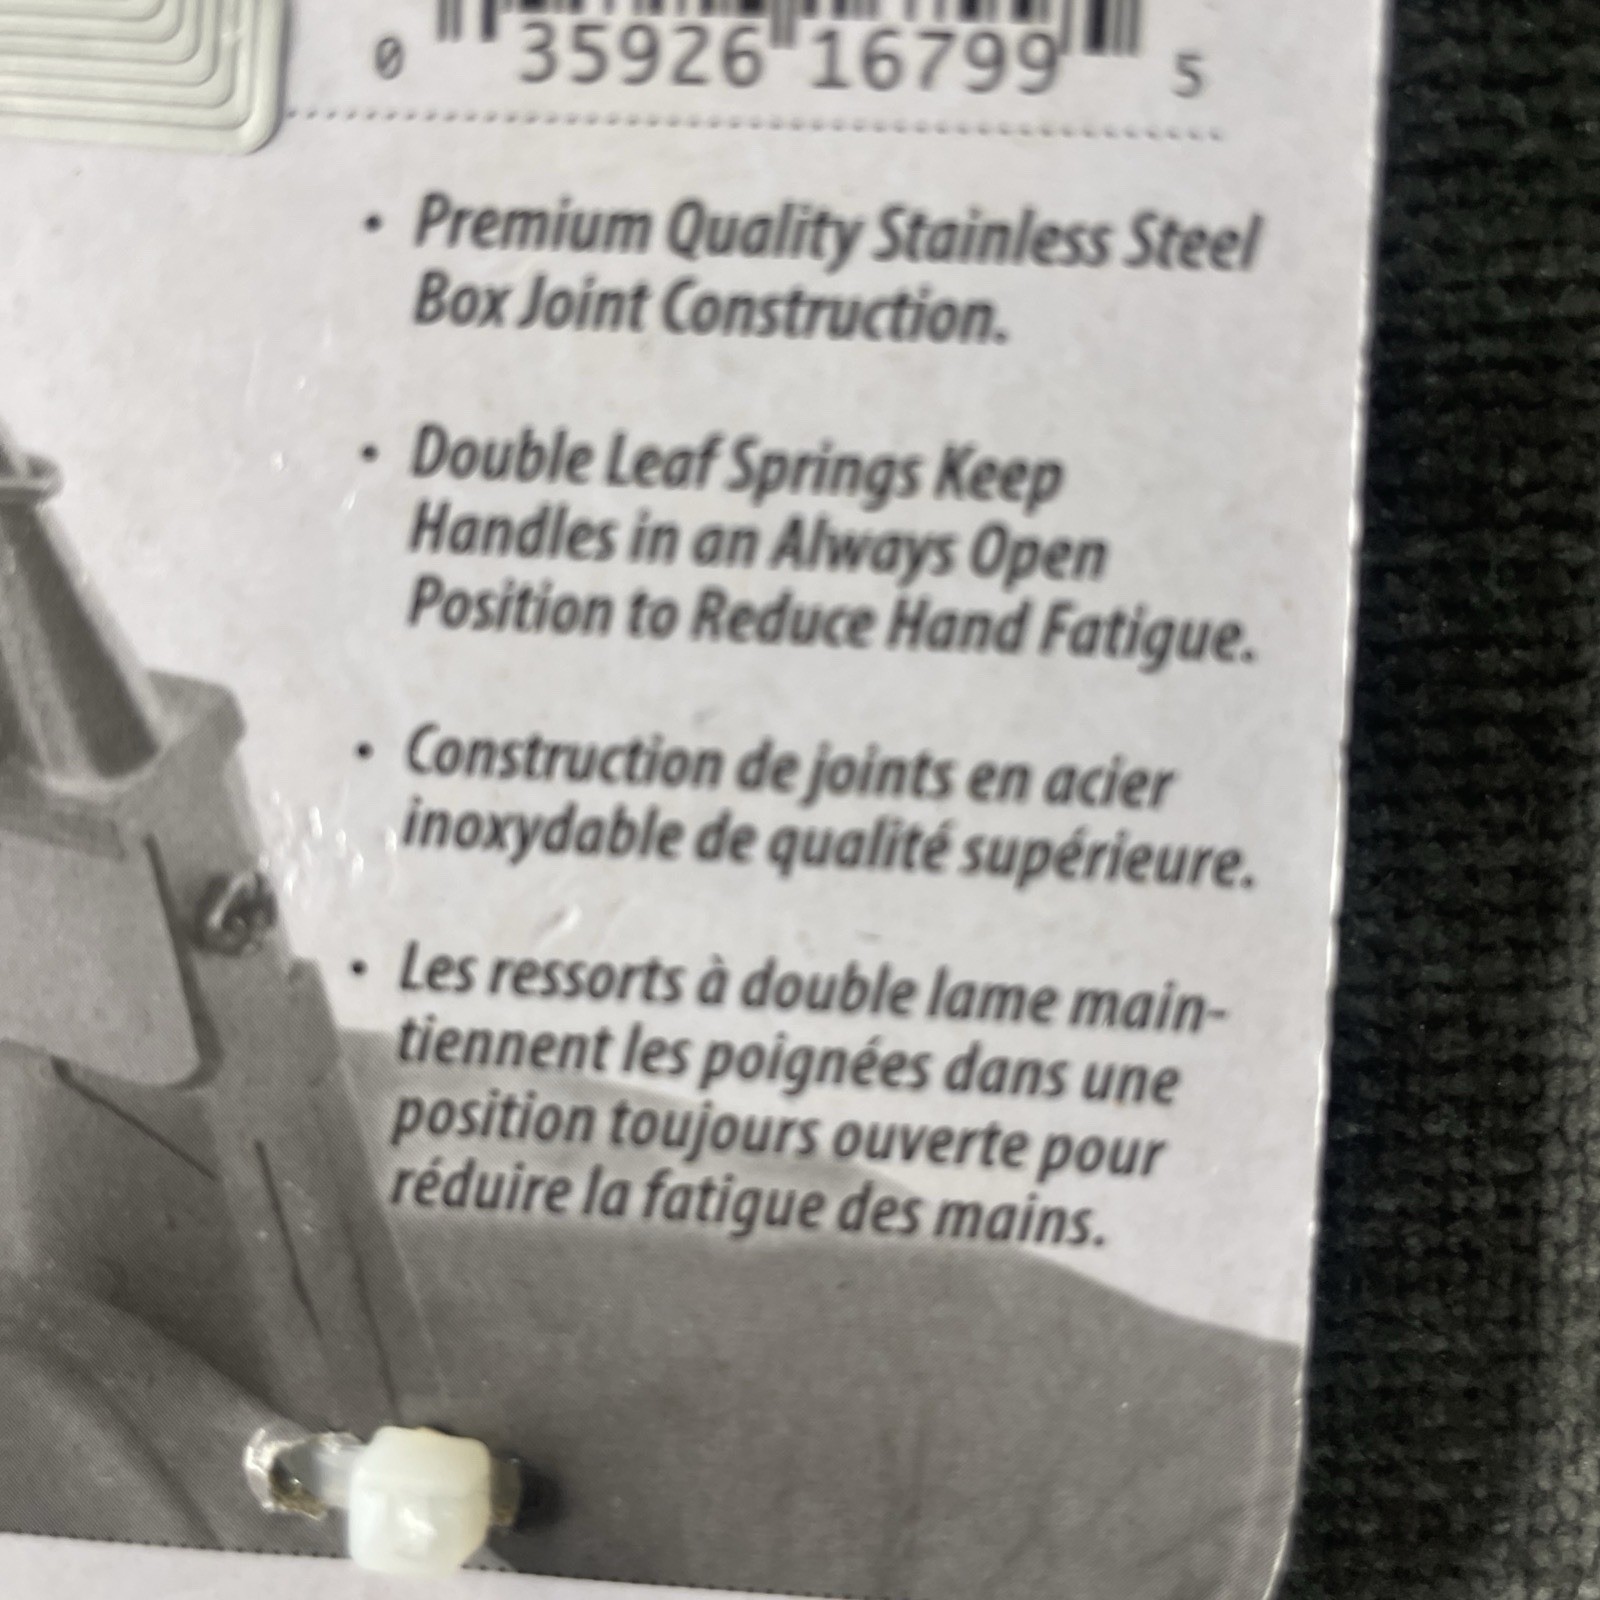 0 35926 16799 5
• Premium Quality Stainless Steel
Box Joint Construction.
• Double Leaf Springs Keep
Handles in an Always Open
Position to Reduce Hand Fatigue.
• Construction de joints en acier
inoxydable de qualité supérieure.
• Les ressorts à double lame main-
tiennent les poignées dans une
position toujours ouverte pour
réduire la fatigue des mains.